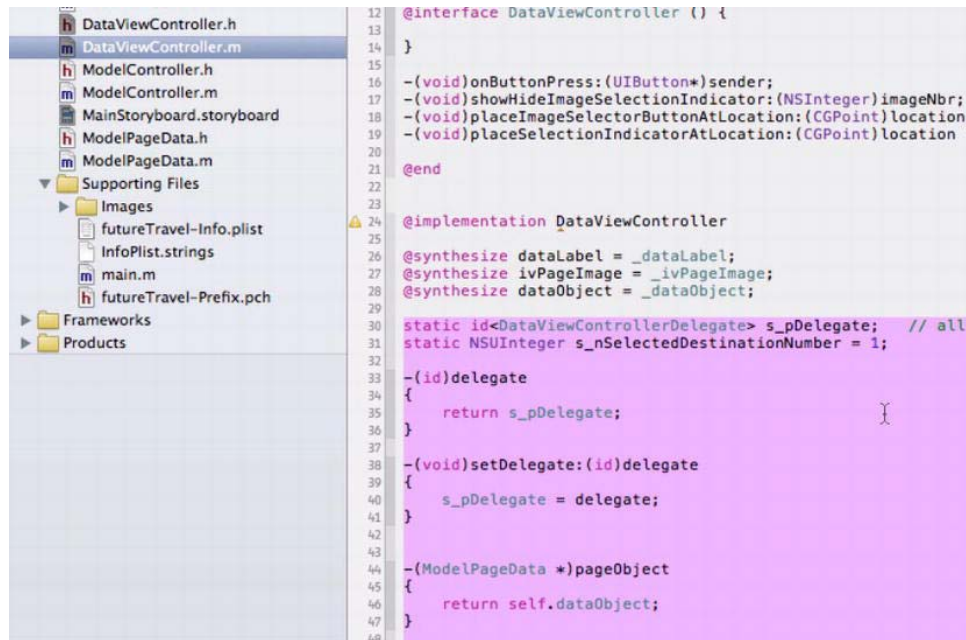 DataViewController.h
DataViewController.m
ModelController.h
ModelController.m
MainStoryboard.storyboard
ModelPageData.h
ModelPageData.m
Supporting Files
Images
futureTravel-Info.plist
InfoPlist.strings
main.m
futureTravel-Prefix.pch
Frameworks
Products
12 @interface DataViewController () {
13
14 }
15
16 -(void)onButtonPress:(UIButton*)sender;
17 -(void)showHideImageSelectionIndicator:(NSInteger)imageNbr;
18 -(void)placeImageSelectorButtonAtLocation:(CGPoint)location
19 -(void)placeSelectionIndicatorAtLocation:(CGPoint)location
20
21 @end
22
23
24 @implementation DataViewController
25
26 @synthesize dataLabel = _dataLabel;
27 @synthesize ivPageImage = _ivPageImage;
28 @synthesize dataObject = _dataObject;
29
30 static id<DataViewControllerDelegate> s_pDelegate; // all
31 static NSUInteger s_nSelectedDestinationNumber = 1;
32
33 -(id)delegate
34 {
35 return s_pDelegate;
36 }
37
38 -(void)setDelegate:(id)delegate
39 {
40 s_pDelegate = delegate;
41 }
42
43
44 -(ModelPageData *)pageObject
45 {
46 return self.dataObject;
47 }
48